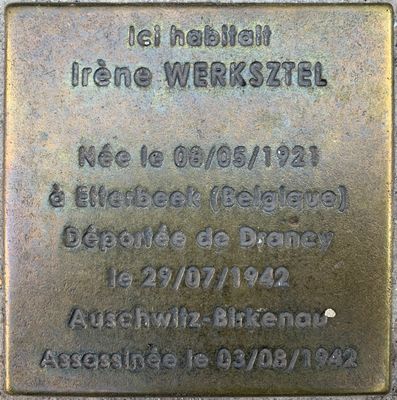 Ici habitait
Irène WERKSZTEL
Née le 08/05/1921
à Etterbeek (Belgique)
Déportée de Drancy
le 29/07/1942
Auschwitz-Birkenau
Assassinée le 03/08/1942